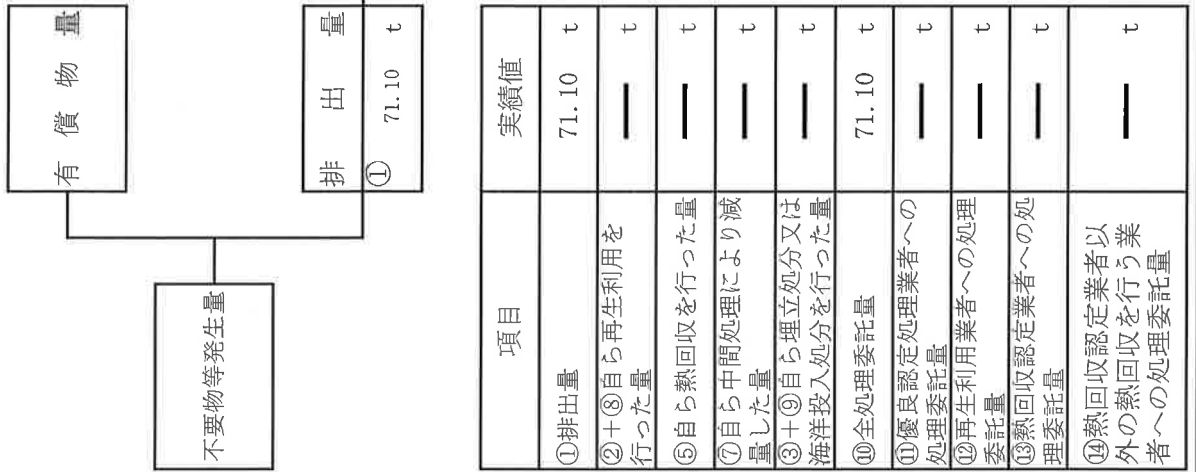 有償物量
不要物等発生量
排出量
① 71.10 t
項目 実績値
①排出量 71.10 t
②+⑧自ら再生利用を
行った量 ━ t
⑤自ら熱回収を行った量 ━ t
⑦自ら中間処理により減
量した量 ━ t
③+⑨自ら埋立処分又は
海洋投入処分を行った量 ━ t
⑩全処理委託量 71.10 t
⑪優良認定処理業者への
処理委託量 ━ t
⑫再生利用業者への処理
委託量 ━ t
⑬熱回収認定業者への処
理委託量 ━ t
⑭熱回収認定業者以
外の熱回収を行う業
者への処理委託量 ━ t